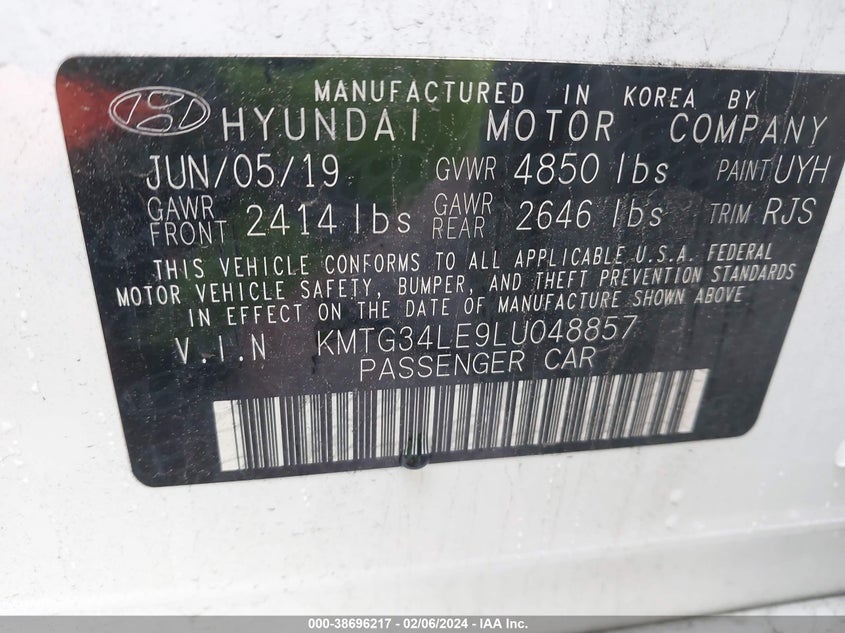 MANUFACTURED IN KOREA BY
HYUNDAI MOTOR COMPANY
JUN/05/19 GVWR 4850 lbs PAINT UYH
GAWR FRONT 2414 lbs GAWR REAR 2646 lbs TRIM RJS
THIS VEHICLE CONFORMS TO ALL APPLICABLE U.S.A. FEDERAL
MOTOR VEHICLE SAFETY, BUMPER, AND THEFT PREVENTION STANDARDS
IN EFFECT ON THE DATE OF MANUFACTURE SHOWN ABOVE
V.I.N KMTG34LE9LU048857
PASSENGER CAR
000-38696217 - 02/06/2024 - IAA Inc.